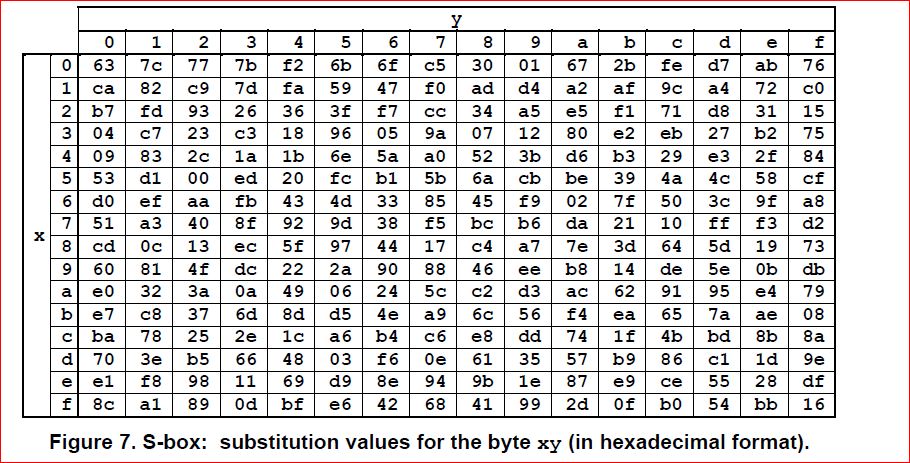 y
0 1 2 3 4 5 6 7 8 9 a b c d e f
0 63 7c 77 7b f2 6b 6f c5 30 01 67 2b fe d7 ab 76
1 ca 82 c9 7d fa 59 47 f0 ad d4 a2 af 9c a4 72 c0
2 b7 fd 93 26 36 3f f7 cc 34 a5 e5 f1 71 d8 31 15
3 04 c7 23 c3 18 96 05 9a 07 12 80 e2 eb 27 b2 75
4 09 83 2c 1a 1b 6e 5a a0 52 3b d6 b3 29 e3 2f 84
5 53 d1 00 ed 20 fc b1 5b 6a cb be 39 4a 4c 58 cf
6 d0 ef aa fb 43 4d 33 85 45 f9 02 7f 50 3c 9f a8
7 51 a3 40 8f 92 9d 38 f5 bc b6 da 21 10 ff f3 d2
x
8 cd 0c 13 ec 5f 97 44 17 c4 a7 7e 3d 64 5d 19 73
9 60 81 4f dc 22 2a 90 88 46 ee b8 14 de 5e 0b db
a e0 32 3a 0a 49 06 24 5c c2 d3 ac 62 91 95 e4 79
b e7 c8 37 6d 8d d5 4e a9 6c 56 f4 ea 65 7a ae 08
c ba 78 25 2e 1c a6 b4 c6 e8 dd 74 1f 4b bd 8b 8a
d 70 3e b5 66 48 03 f6 0e 61 35 57 b9 86 c1 1d 9e
e e1 f8 98 11 69 d9 8e 94 9b 1e 87 e9 ce 55 28 df
f 8c a1 89 0d bf e6 42 68 41 99 2d 0f b0 54 bb 16
Figure 7. S-box: substitution values for the byte xy (in hexadecimal format).